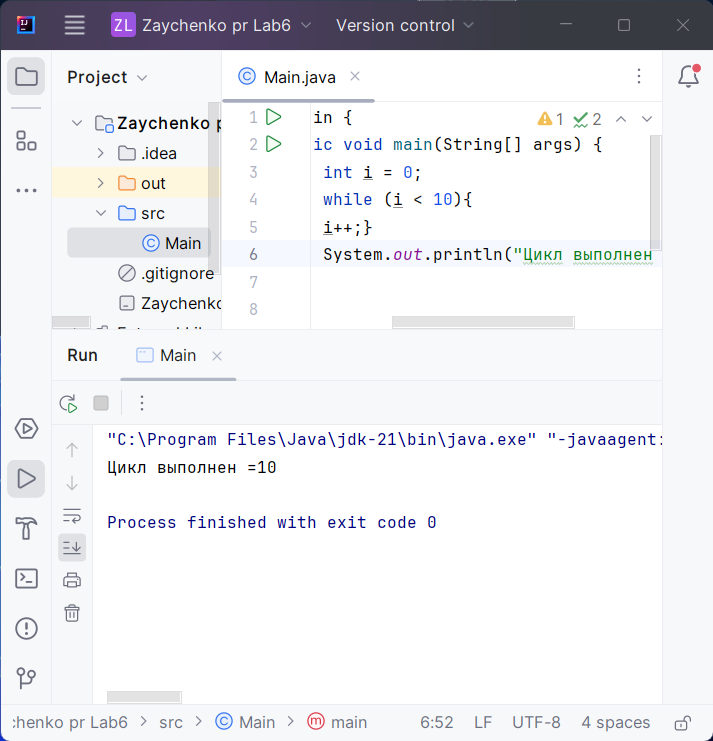 ZL Zaychenko pr Lab6 Version control
Project
Main.java
Zaychenko p
.idea
out
src
Main
.gitignore
Zaychenko
1 in {
2 ic void main(String[] args) {
3 int i = 0;
4 while (i < 10){
5 i++;}
6 System.out.println("Цикл выполнен
7
8
1 2
Run Main
"C:\Program Files\Java\jdk-21\bin\java.exe" "-javaagent:
Цикл выполнен =10
Process finished with exit code 0
chenko pr Lab6 > src > Main > main 6:52 LF UTF-8 4 spaces